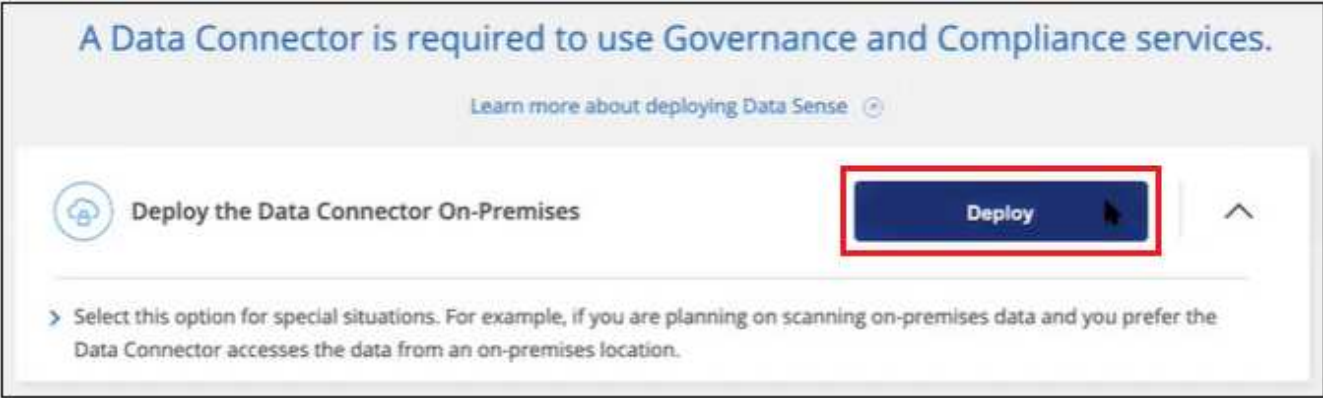 A Data Connector is required to use Governance and Compliance services.
Learn more about deploying Data Sense
Deploy the Data Connector On-Premises
Deploy
Select this option for special situations. For example, if you are planning on scanning on-premises data and you prefer the
Data Connector accesses the data from an on-premises location.